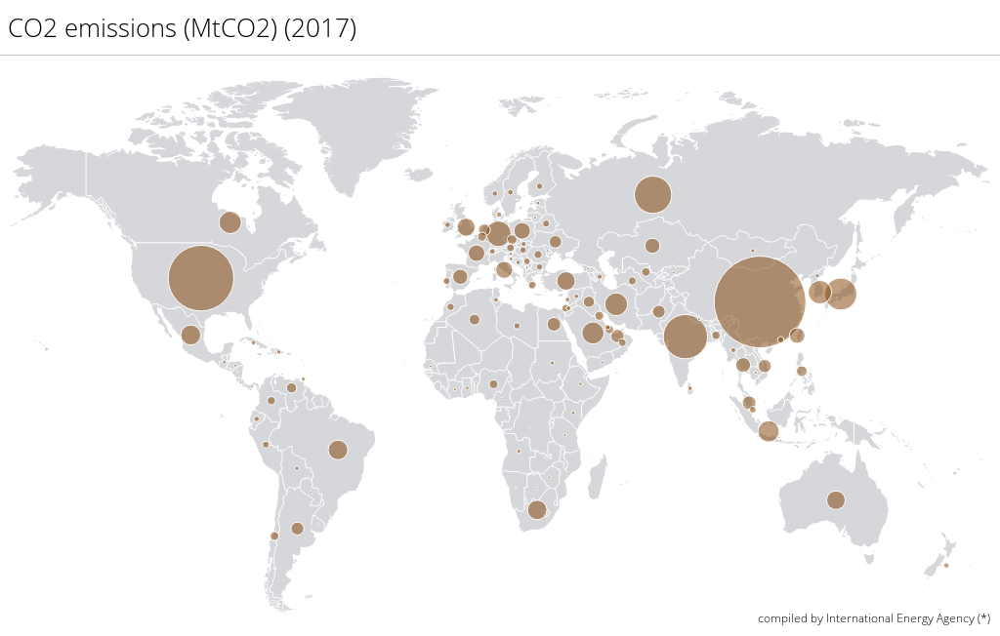 CO2 emissions (MtCO2) (2017)
compiled by International Energy Agency (*)